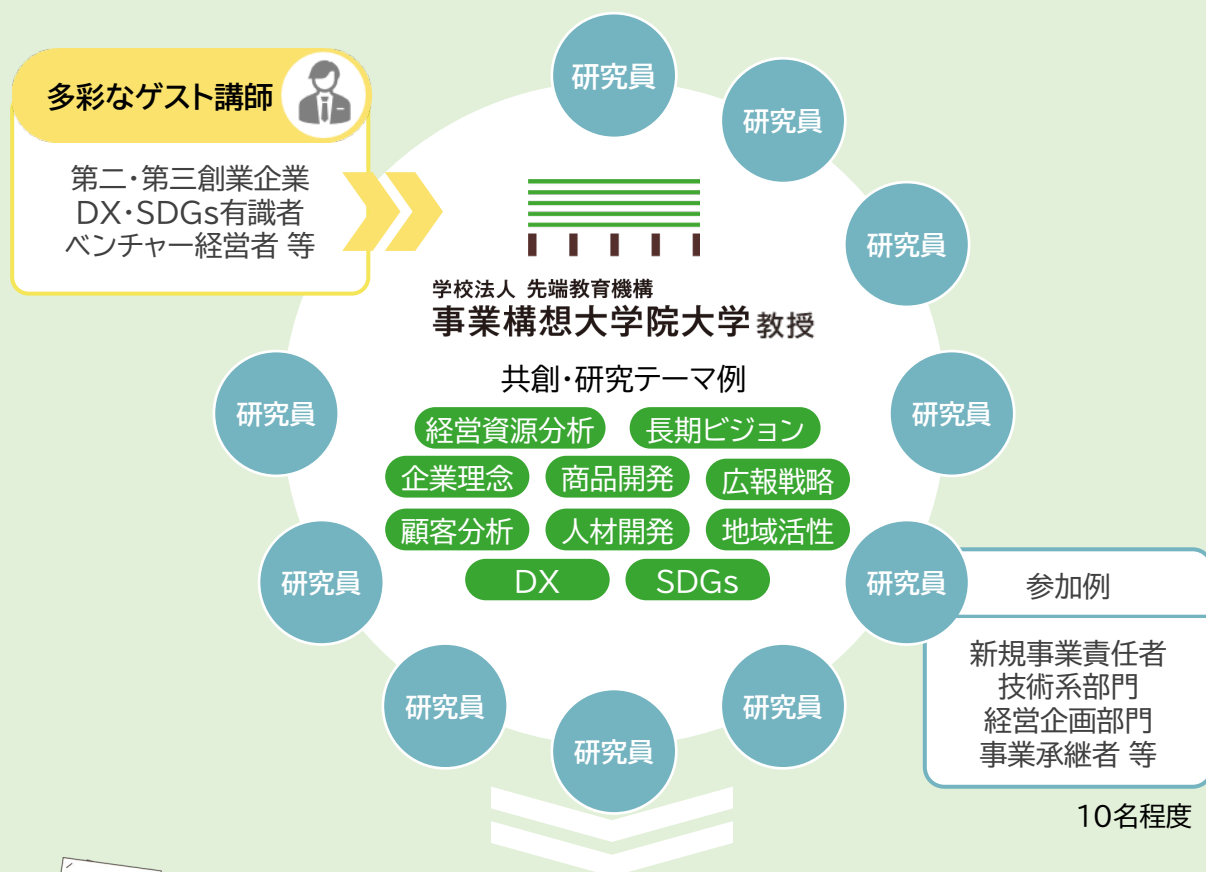 研究員
研究員
多彩なゲスト講師
第二・第三創業企業
DX・SDGs有識者
ベンチャー経営者 等
研究員
学校法人 先端教育機構
事業構想大学院大学 教授
共創・研究テーマ例
研究員
研究員
経営資源分析 長期ビジョン
企業理念 商品開発 広報戦略
顧客分析 人材開発 地域活性
DX SDGs
研究員
研究員
参加例
新規事業責任者
技術系部門
経営企画部門
事業承継者 等
研究員
研究員
研究員
10名程度